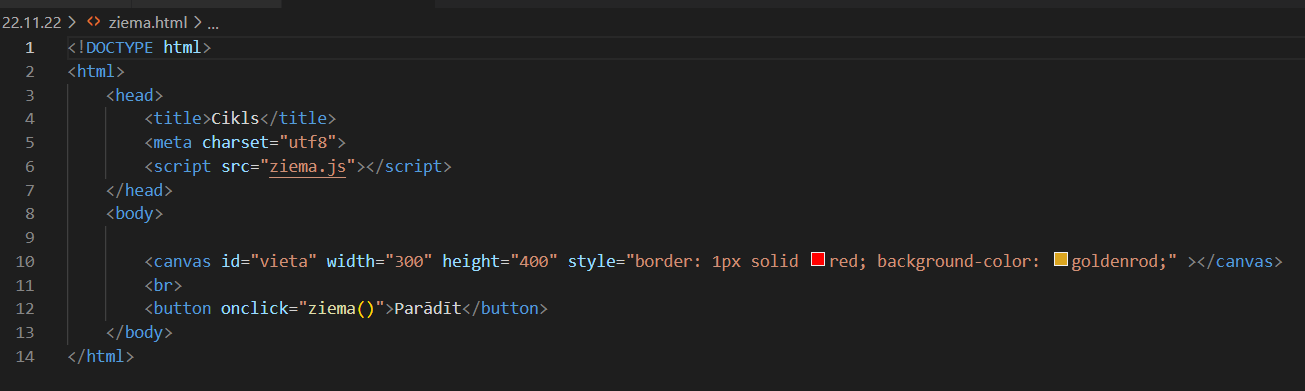 22.11.22 > <> ziema.html > ...
1 <!DOCTYPE html>
2 <html>
3     <head>
4         <title>Cikls</title>
5         <meta charset="utf8">
6         <script src="ziema.js"></script>
7     </head>
8     <body>
9
10         <canvas id="vieta" width="300" height="400" style="border: 1px solid red; background-color: goldenrod;" ></canvas>
11         <br>
12         <button onclick="ziema()">Parādīt</button>
13     </body>
14 </html>